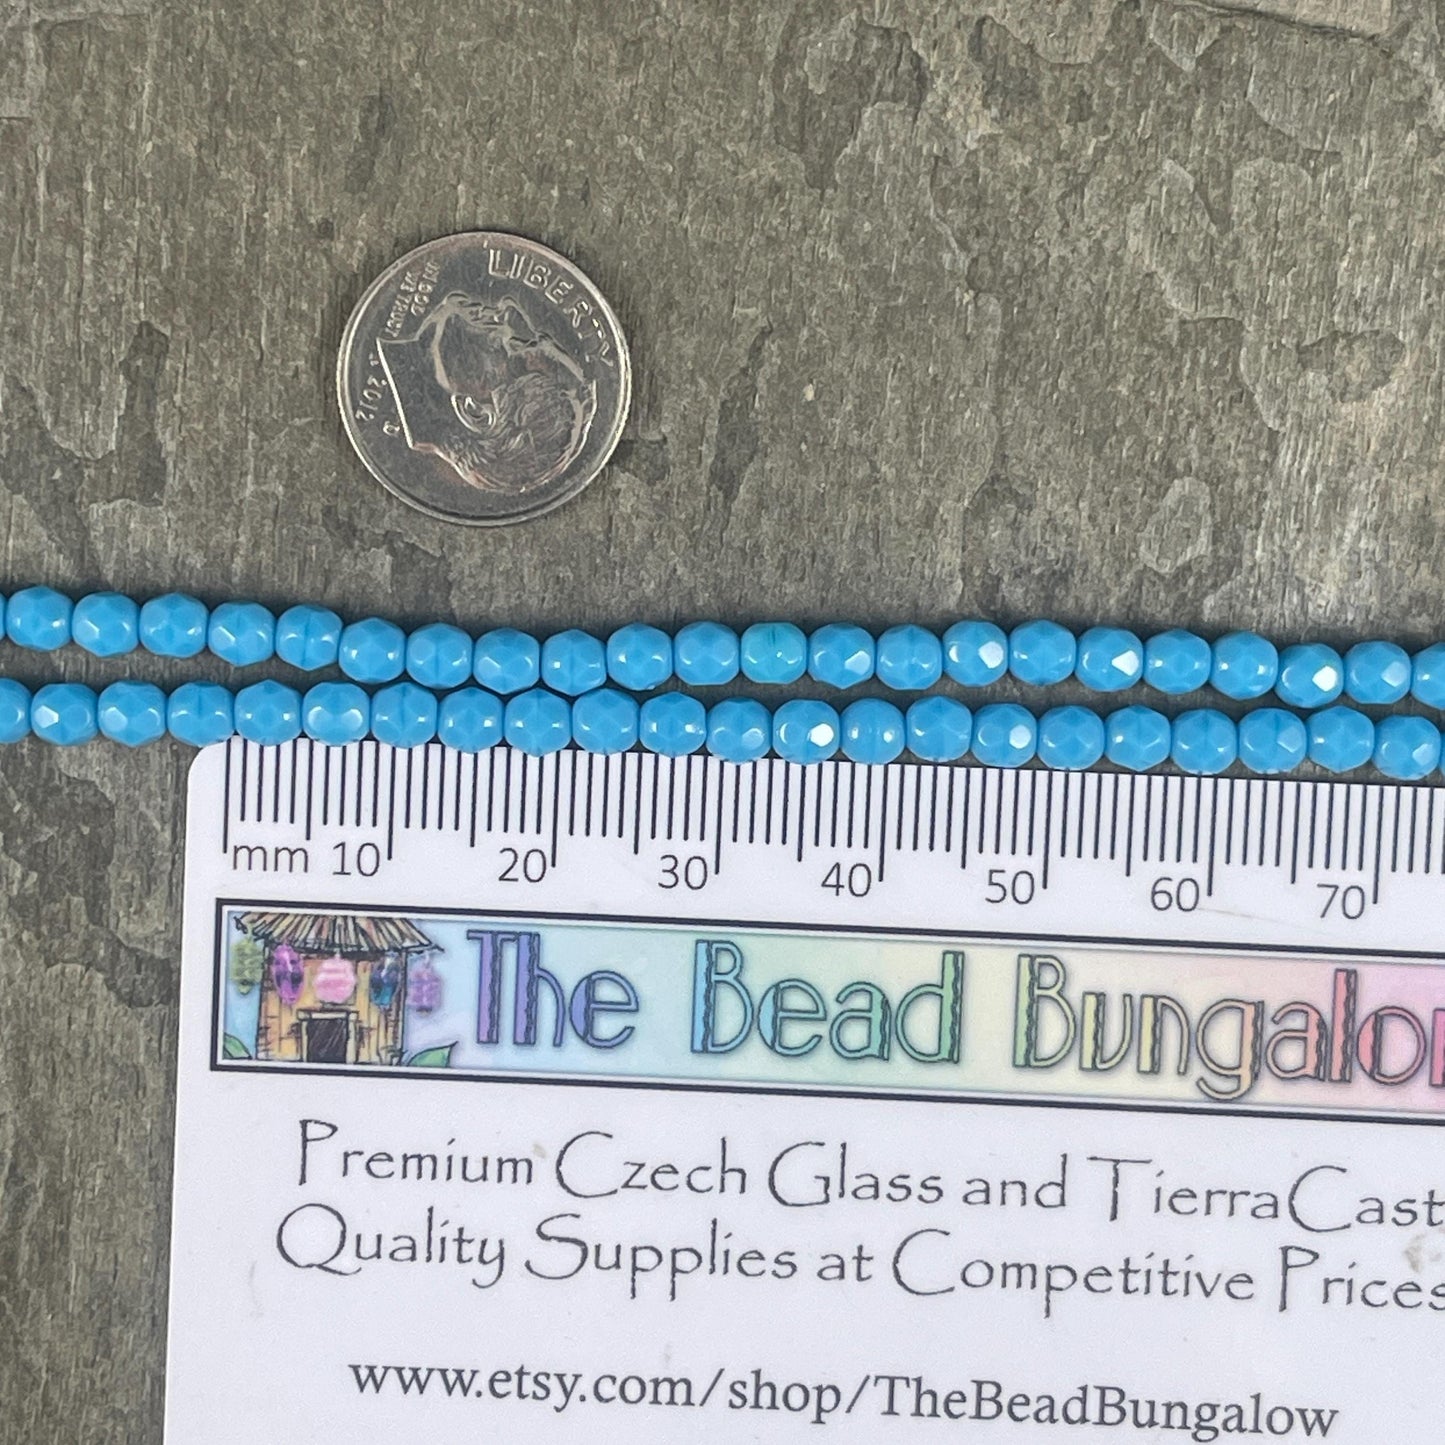 LIBERTY
IN GOD
WE TRUST
2012
mm 10 20 30 40 50 60 70
The Bead Bungalo
Premium Czech Glass and TierraCast
Quality Supplies at Competitive Prices
www.etsy.com/shop/TheBeadBungalow